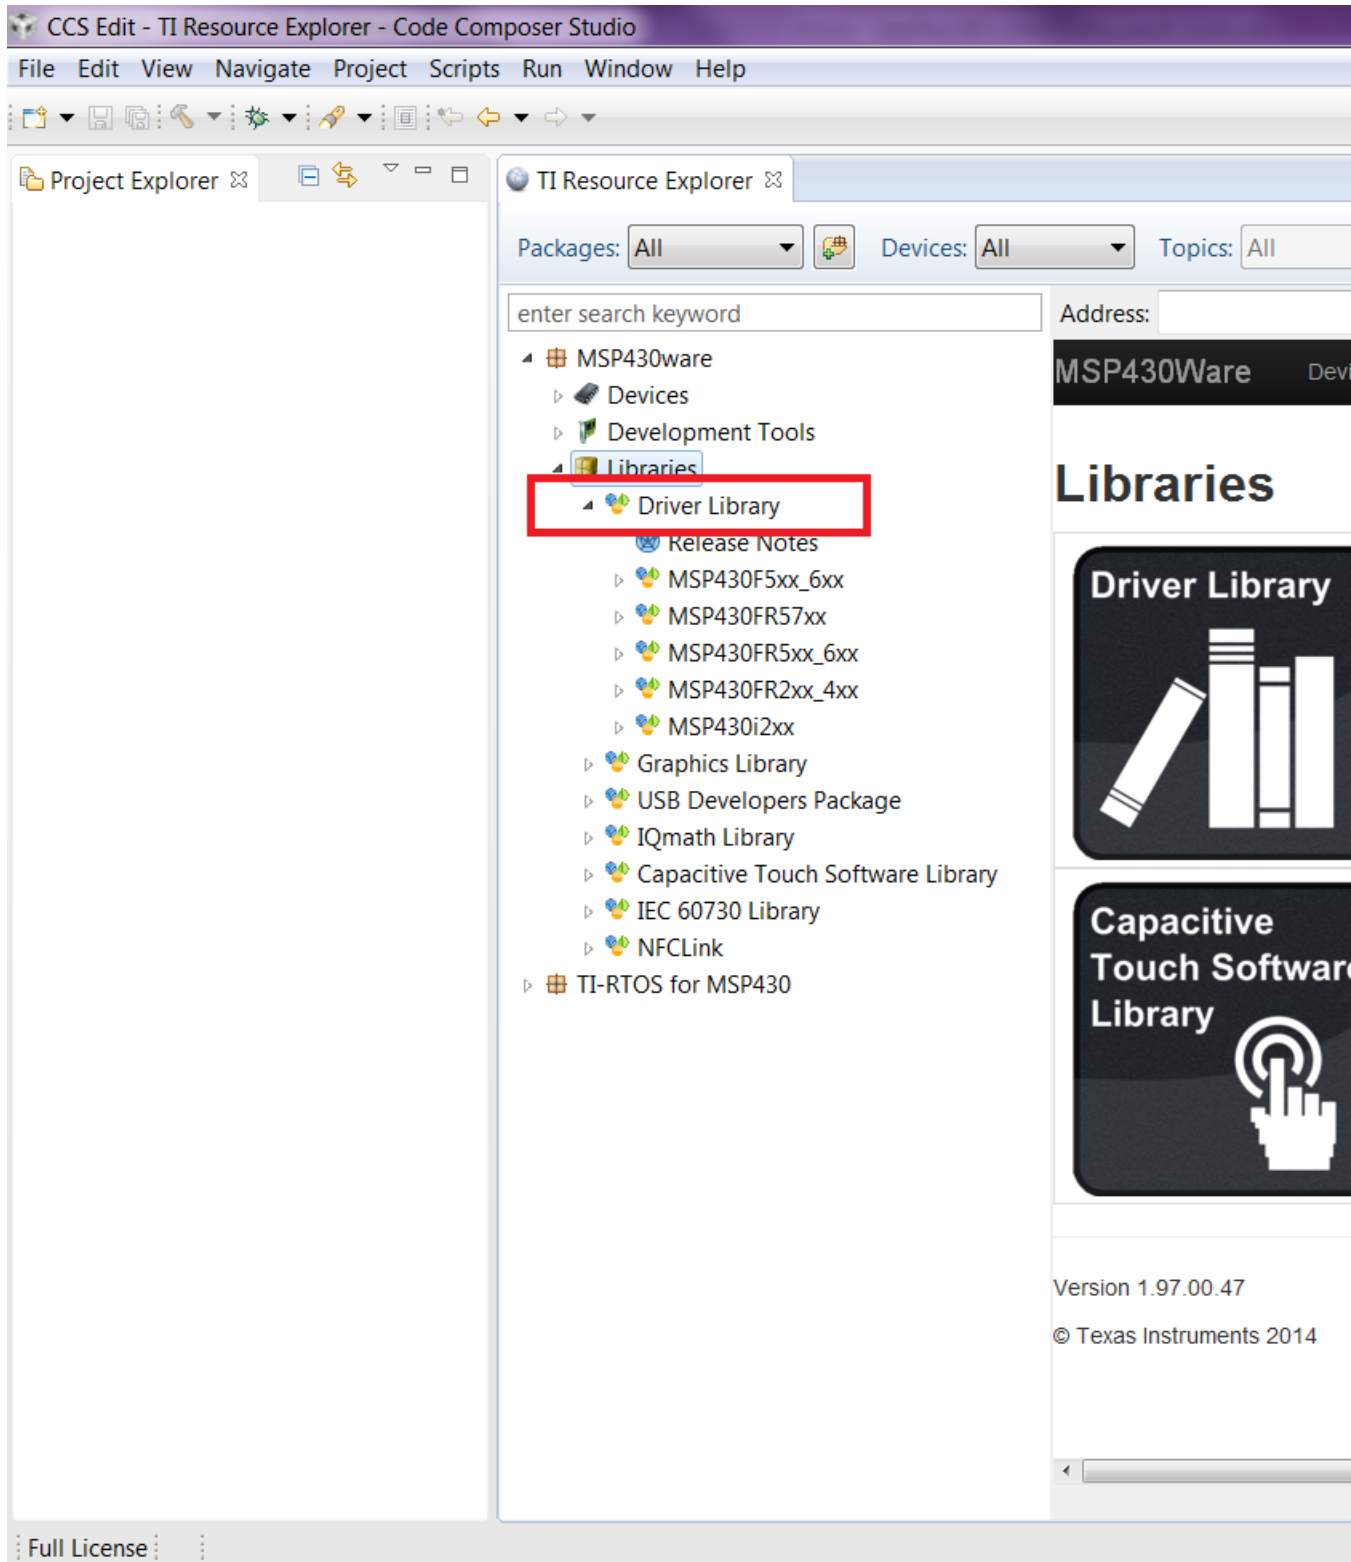 CCS Edit - TI Resource Explorer - Code Composer Studio
File Edit View Navigate Project Scripts Run Window Help
Project Explorer
TI Resource Explorer
Packages: All
Devices: All
Topics: All
enter search keyword
MSP430ware
Devices
Development Tools
Libraries
Driver Library
Release Notes
MSP430F5xx_6xx
MSP430FR57xx
MSP430FR5xx_6xx
MSP430FR2xx_4xx
MSP430i2xx
Graphics Library
USB Developers Package
IQmath Library
Capacitive Touch Software Library
IEC 60730 Library
NFCLink
TI-RTOS for MSP430
Address:
MSP430Ware Devi
Libraries
Driver Library
Capacitive
Touch Software
Library
Version 1.97.00.47
© Texas Instruments 2014
Full License